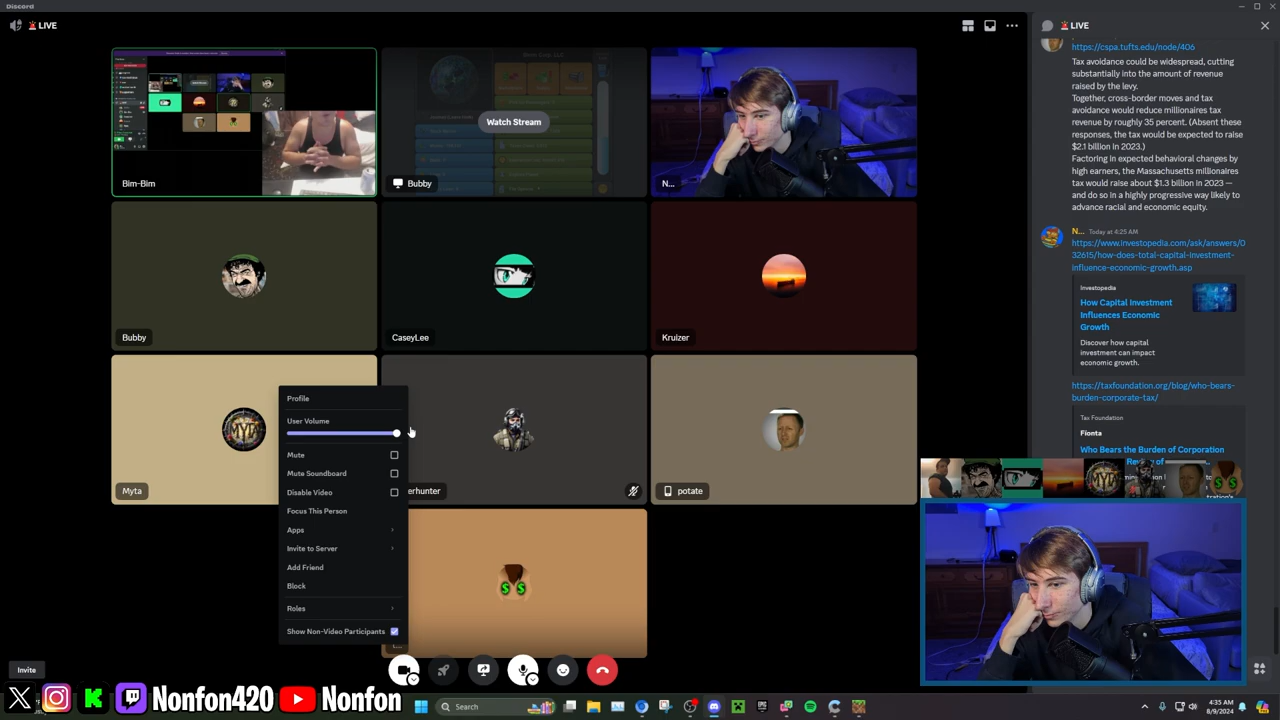 Discord
LIVE
LIVE
https://cspa.tufts.edu/node/406
Tax avoidance could be widespread, cutting
substantially into the amount of revenue
raised by the levy.
Together, cross-border moves and tax
avoidance would reduce millionaires tax
revenue by roughly 35 percent. (Absent these
responses, the tax would be expected to raise
$2.1 billion in 2023.)
Factoring in expected behavioral changes by
high earners, the Massachusetts millionaires
tax would raise about $1.3 billion in 2023 —
and do so in a highly progressive way likely to
advance racial and economic equity.
N... Today at 4:25 AM
https://www.investopedia.com/ask/answers/0
32615/how-does-total-capital-investment-
influence-economic-growth.asp
Investopedia
How Capital Investment
Influences Economic
Growth
Discover how capital
investment can impact
economic growth.
https://taxfoundation.org/blog/who-bears-
burden-corporate-tax/
Tax Foundation
Fionta
Who Bears the Burden of Corporation
Review of
Bim-Bim
Watch Stream
Bubby
N...
Bubby
CaseyLee
Kruizer
MYT
Myta
erhunter
potate
$ $
Profile
User Volume
Mute
Mute Soundboard
Disable Video
Focus This Person
Apps
Invite to Server
Add Friend
Block
Roles
Show Non-Video Participants
Invite
Nonfon420
Nonfon
Search
4:35 AM
8/9/2024